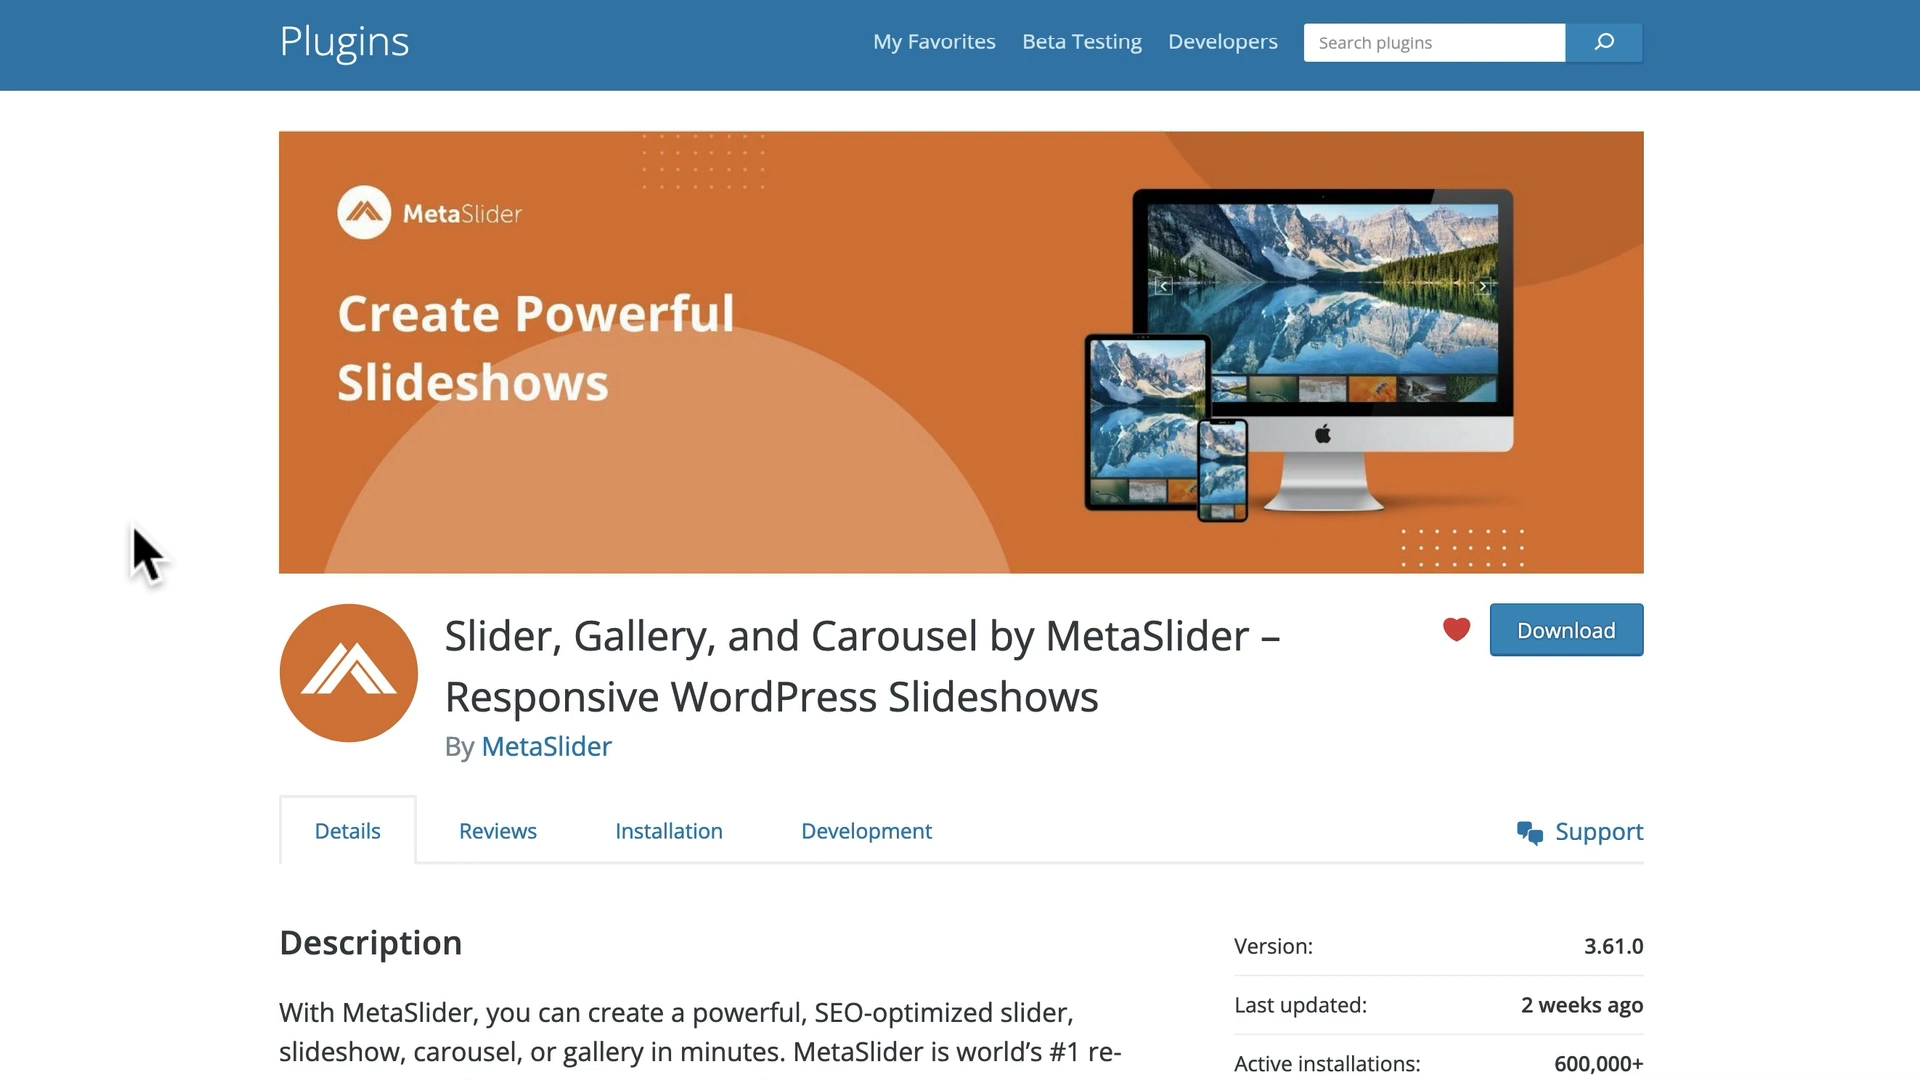 Plugins
My Favorites
Beta Testing
Developers
Search plugins
MetaSlider
Create Powerful
Slideshows
Slider, Gallery, and Carousel by MetaSlider –
Responsive WordPress Slideshows
By MetaSlider
Download
Details
Reviews
Installation
Development
Support
Description
With MetaSlider, you can create a powerful, SEO-optimized slider,
slideshow, carousel, or gallery in minutes. MetaSlider is world’s #1 re-
Version: 3.61.0
Last updated: 2 weeks ago
Active installations: 600,000+